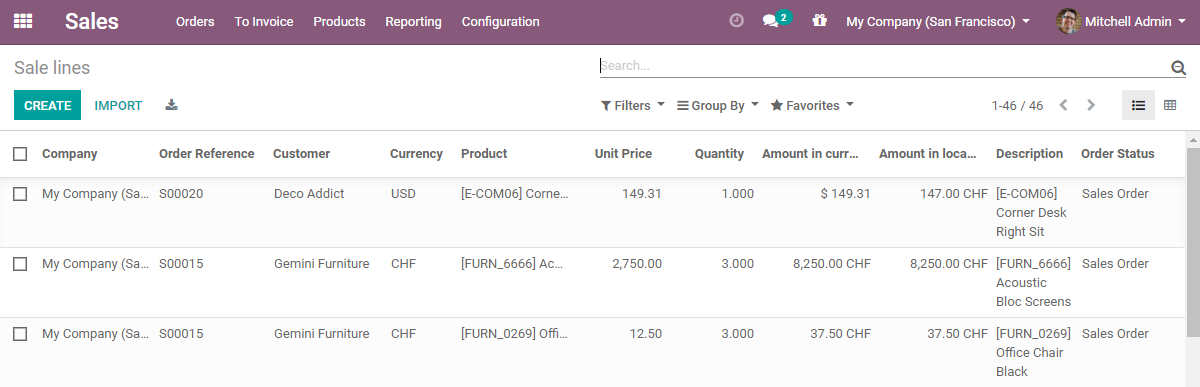 Sales Orders To Invoice Products Reporting Configuration 2 My Company (San Francisco) Mitchell Admin
Sale lines Search...
CREATE IMPORT Filters Group By Favorites 1-46 / 46
Company Order Reference Customer Currency Product Unit Price Quantity Amount in curr... Amount in loca... Description Order Status
My Company (Sa... S00020 Deco Addict USD [E-COM06] Corne... 149.31 1.000 $ 149.31 147.00 CHF [E-COM06] Sales Order
Corner Desk
Right Sit
My Company (Sa... S00015 Gemini Furniture CHF [FURN_6666] Ac... 2,750.00 3.000 8,250.00 CHF 8,250.00 CHF [FURN_6666] Sales Order
Acoustic
Bloc Screens
My Company (Sa... S00015 Gemini Furniture CHF [FURN_0269] Offi... 12.50 3.000 37.50 CHF 37.50 CHF [FURN_0269] Sales Order
Office Chair
Black